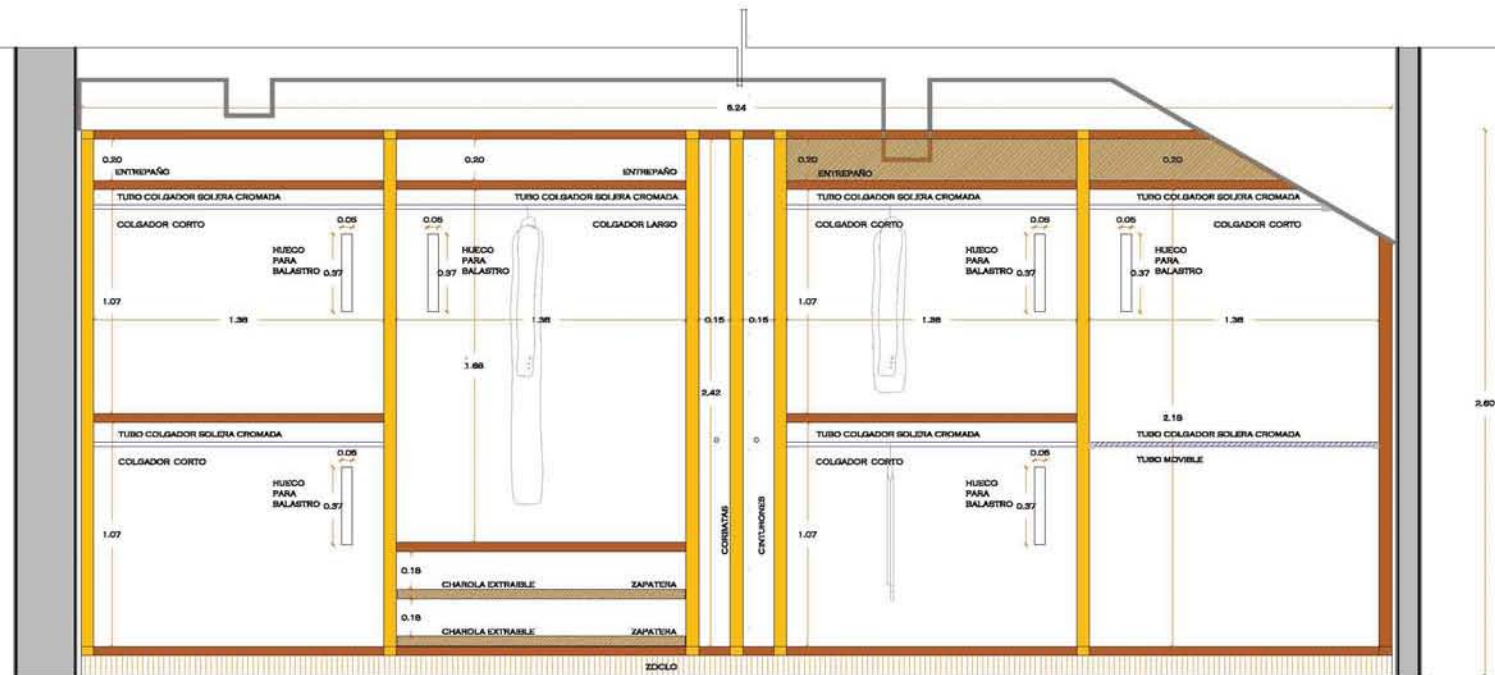 6.24
0.20
ENTREPAÑO
0.20
ENTREPAÑO
0.20
ENTREPAÑO
0.20
TUBO COLGADOR SOLERA CROMADA
TUBO COLGADOR SOLERA CROMADA
TUBO COLGADOR SOLERA CROMADA
TUBO COLGADOR SOLERA CROMADA
COLGADOR CORTO
COLGADOR LARGO
COLGADOR CORTO
COLGADOR CORTO
0.05
0.05
0.05
0.05
HUECO
PARA
BALASTRO
0.37
0.37
HUECO
PARA
BALASTRO
HUECO
PARA
BALASTRO
0.37
0.37
HUECO
PARA
BALASTRO
1.07
1.07
1.38
1.38
0.15
0.15
1.38
1.38
1.68
2.42
2.60
2.18
TUBO COLGADOR SOLERA CROMADA
TUBO COLGADOR SOLERA CROMADA
TUBO COLGADOR SOLERA CROMADA
COLGADOR CORTO
COLGADOR CORTO
TUBO MOVIBLE
0.05
0.05
HUECO
PARA
BALASTRO
0.37
HUECO
PARA
BALASTRO
0.37
1.07
CORBATAS
CINTURONES
1.07
0.18
CHAROLA EXTRAIBLE
ZAPATERA
0.18
CHAROLA EXTRAIBLE
ZAPATERA
ZOCLO